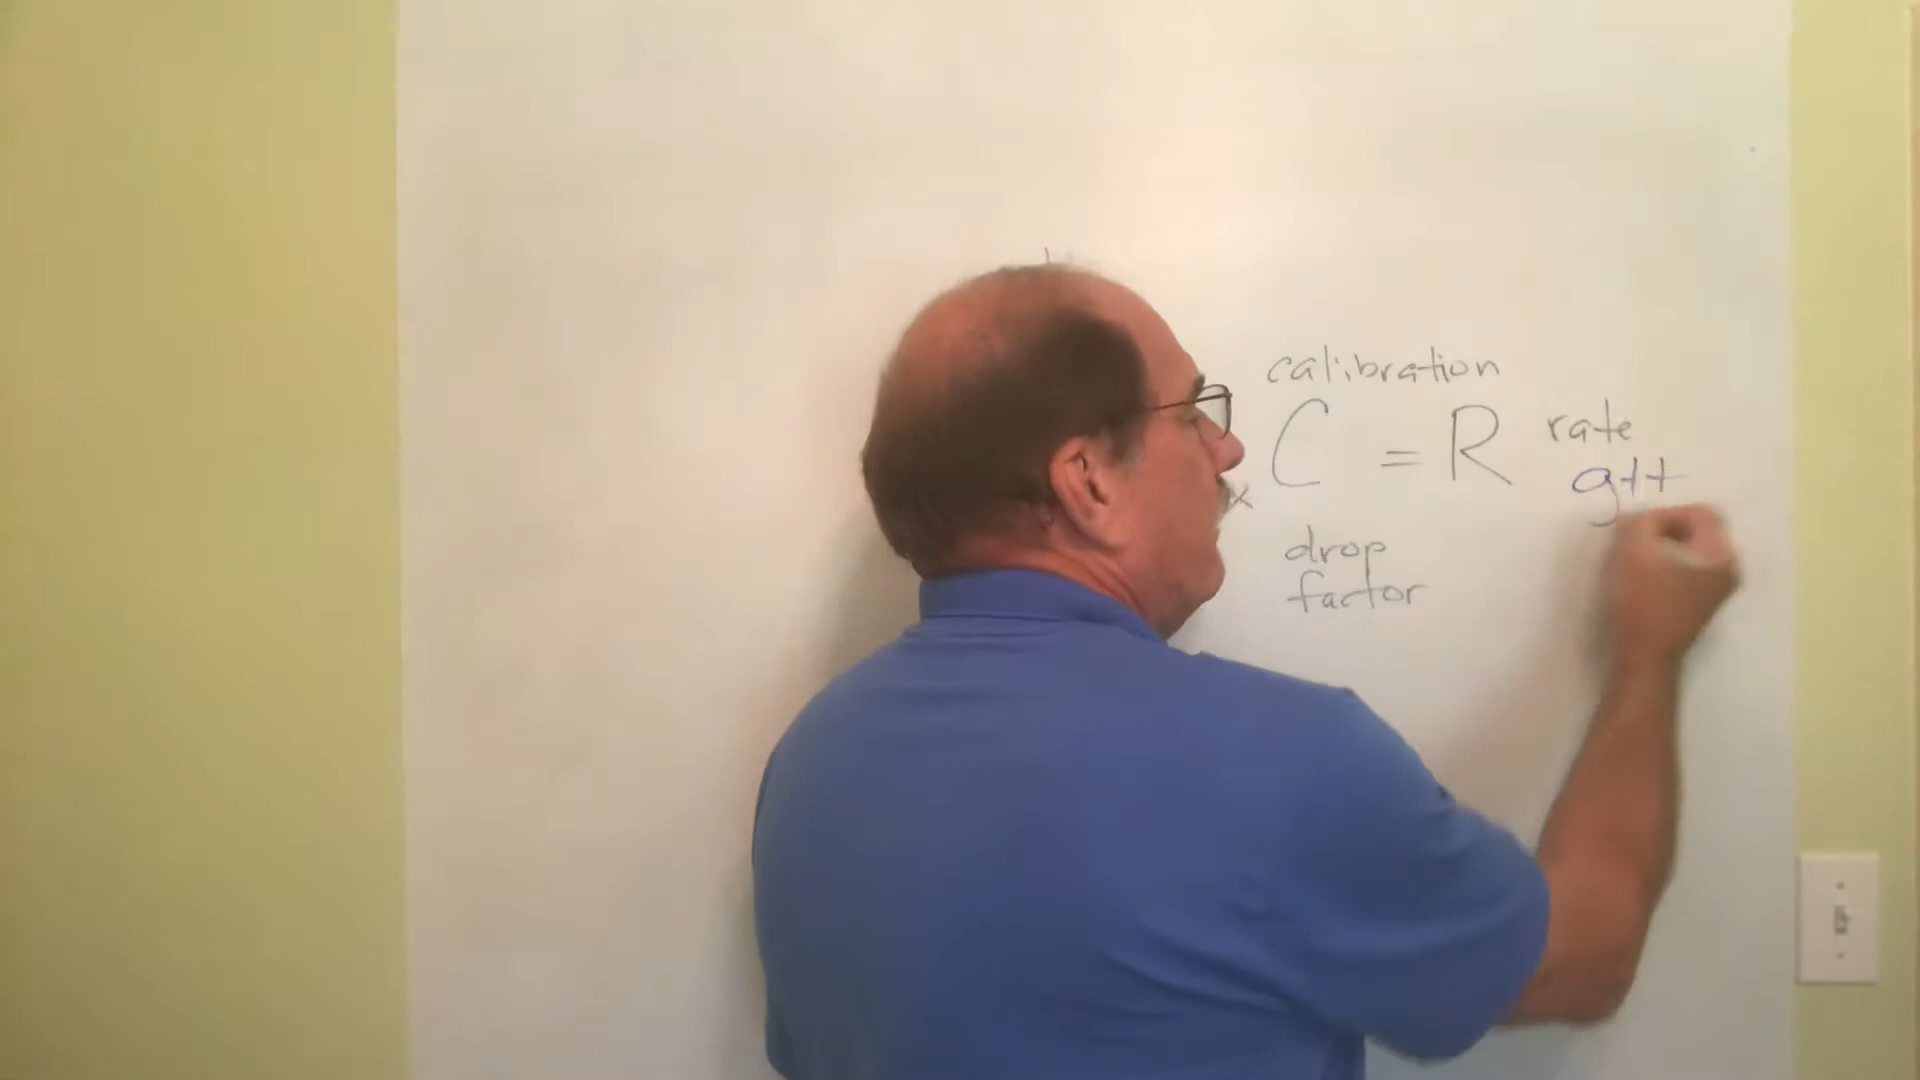 calibration
x C = R rate
gtt
drop
factor